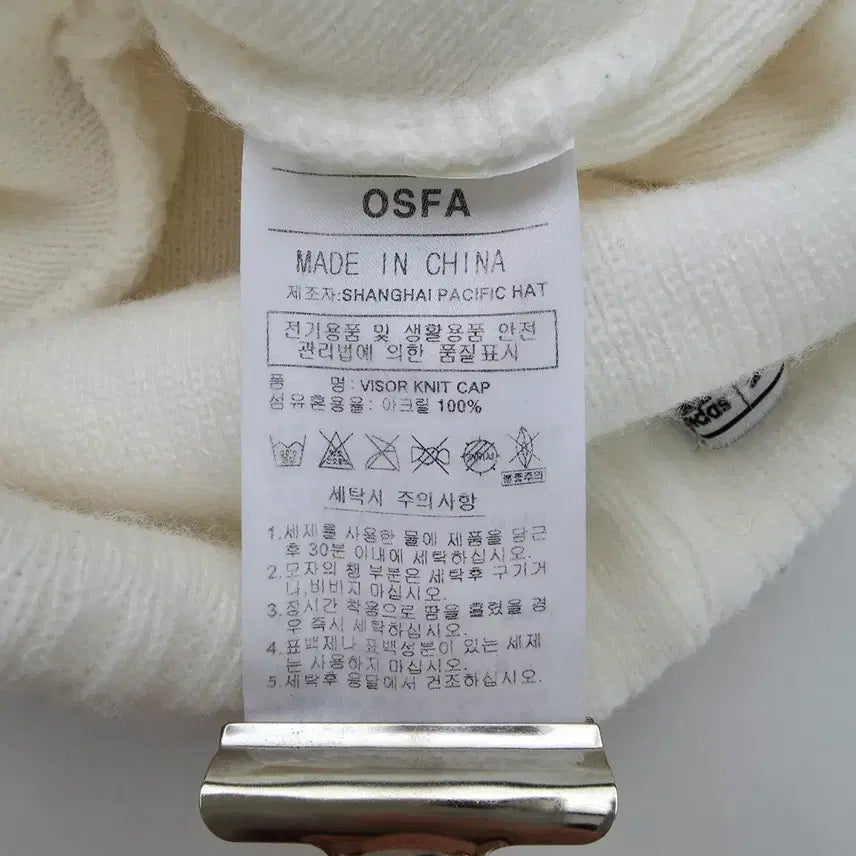 OSFA
MADE IN CHINA
제조자:SHANGHAI PACIFIC HAT
전기용품 및 생활용품 안전
관리법에 의한 품질표시
품 명 : VISOR KNIT CAP
섬유혼용율 : 아크릴 100%
분통주의
세탁시 주의사항
1.세제를 사용한 물에 제품을 담근
후 30분 이내에 세탁하십시오.
2.모자의 챙 부분은 세탁후 구기거
나,비비지 마십시오.
3.장시간 착용으로 땀을 흘렸을 경
우 즉시 세탁하십시오.
4.표백제나 표백성분이 있는 세제
는 사용하지 마십시오.
5.세탁후 응달에서 건조하십시오.